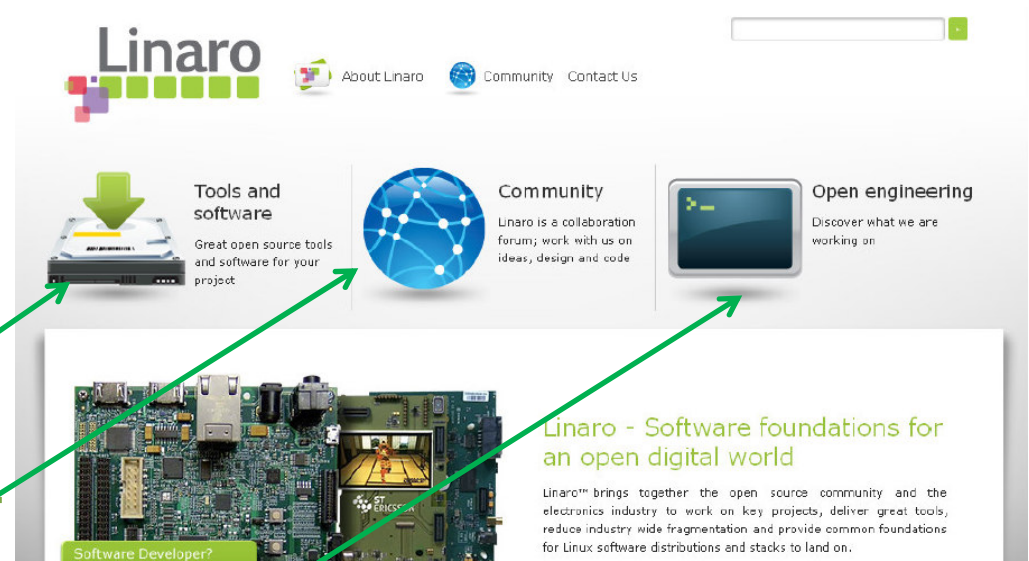 Linaro
About Linaro
Community
Contact Us
Tools and
software
Great open source tools
and software for your
project
Community
Linaro is a collaboration
forum; work with us on
ideas, design and code
Open engineering
Discover what we are
working on
ST
ERICSSON
Software Developer?
Linaro - Software foundations for
an open digital world
Linaro™ brings together the open source community and the
electronics industry to work on key projects, deliver great tools,
reduce industry wide fragmentation and provide common foundations
for Linux software distributions and stacks to land on.